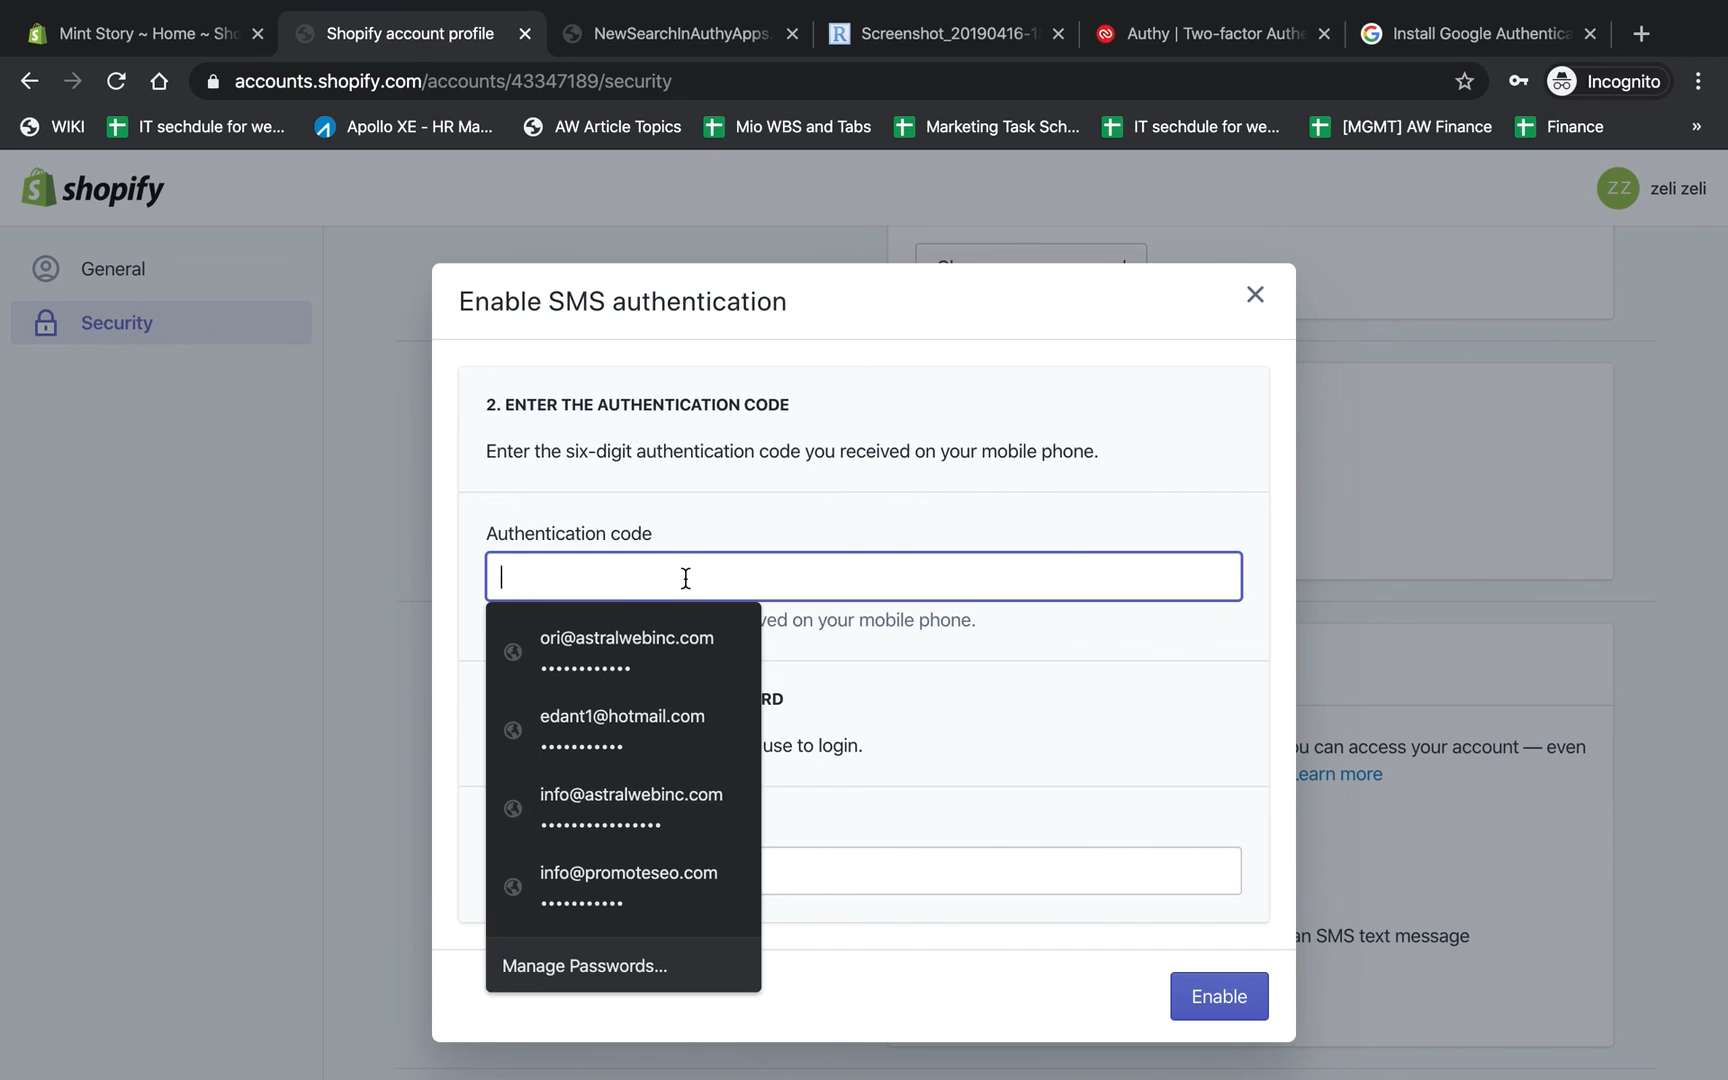 Mint Story ~ Home ~ Sho
Shopify account profile
NewSearchInAuthyApps.
Screenshot_20190416-1
Authy | Two-factor Authe
Install Google Authentica
accounts.shopify.com/accounts/43347189/security
Incognito
WIKI
IT sechdule for we...
Apollo XE - HR Ma...
AW Article Topics
Mio WBS and Tabs
Marketing Task Sch...
IT sechdule for we...
[MGMT] AW Finance
Finance
»
shopify
ZZ
zeli zeli
General
Security
Enable SMS authentication
2. ENTER THE AUTHENTICATION CODE
Enter the six-digit authentication code you received on your mobile phone.
Authentication code
ved on your mobile phone.
ori@astralwebinc.com
••••••••••••
edant1@hotmail.com
•••••••••••
info@astralwebinc.com
••••••••••••••••
info@promoteseo.com
•••••••••••
Manage Passwords...
RD
use to login.
Enable
ou can access your account — even
Learn more
an SMS text message